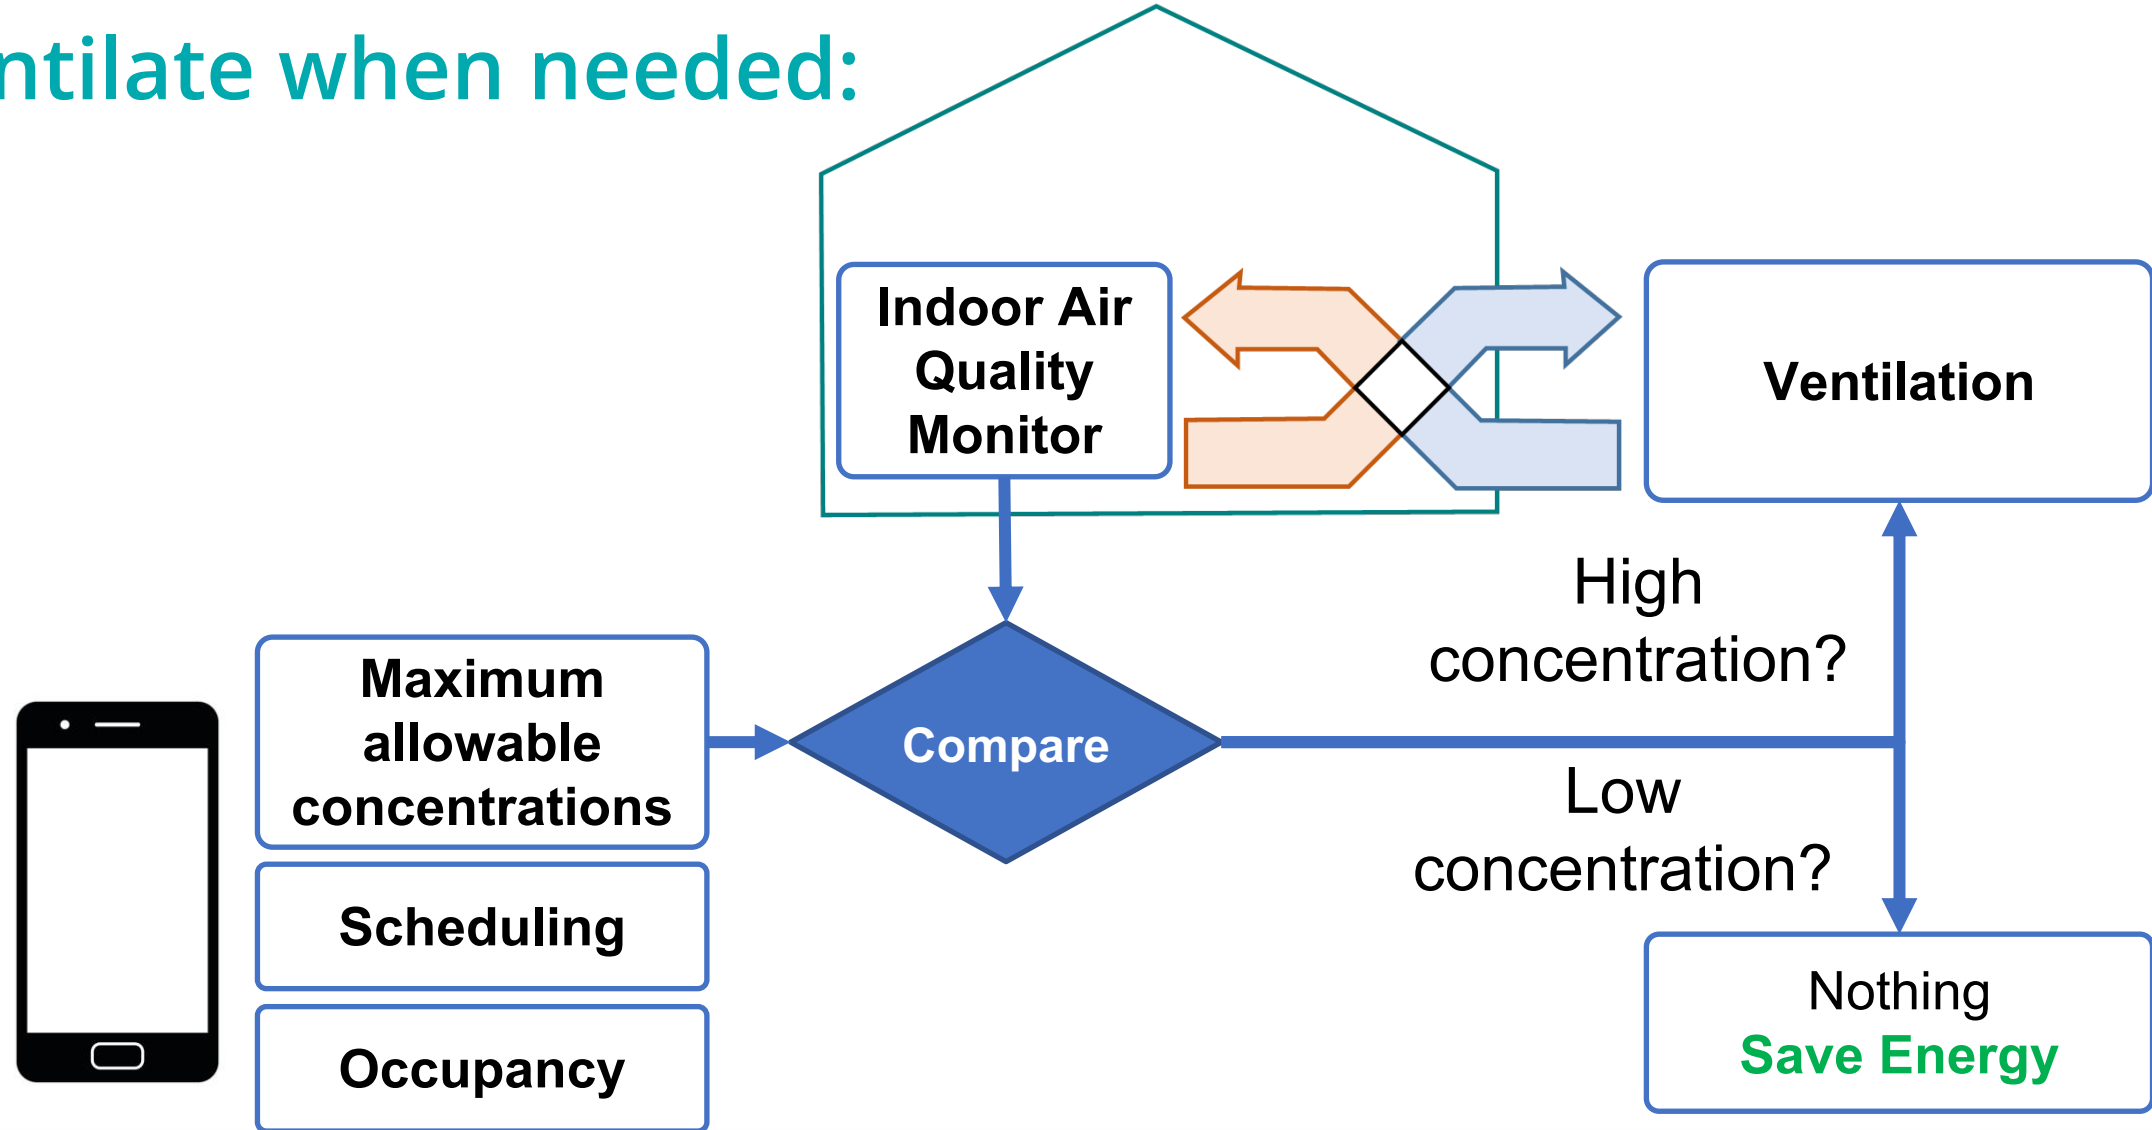 ntilate when needed:
Indoor Air
Quality
Monitor
Ventilation
High
concentration?
Maximum
allowable
concentrations
Compare
Low
concentration?
Scheduling
Occupancy
Nothing
Save Energy